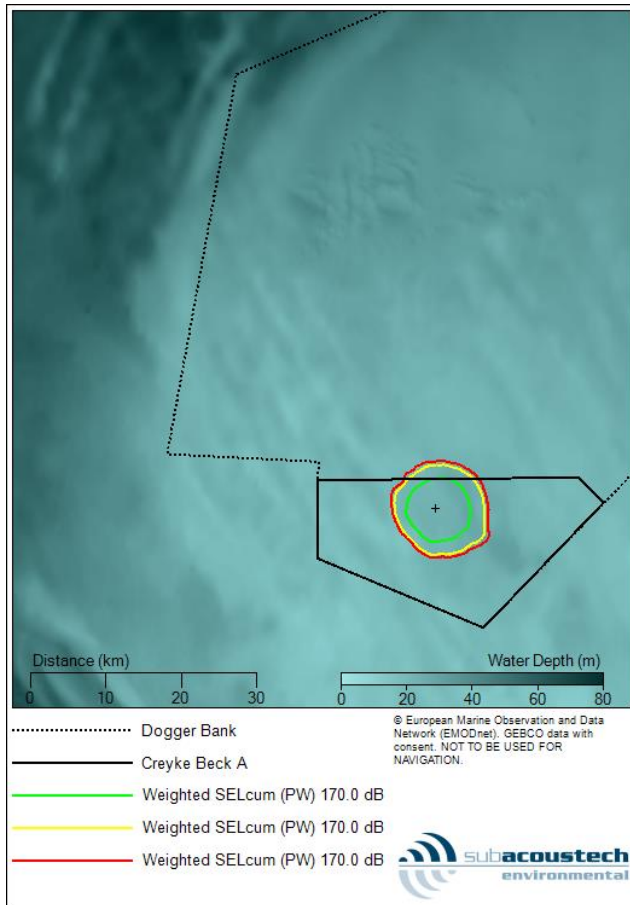 Distance (km)
0 10 20 30
Water Depth (m)
0 20 40 60 80
Dogger Bank
Creyke Beck A
Weighted SELcum (PW) 170.0 dB
Weighted SELcum (PW) 170.0 dB
Weighted SELcum (PW) 170.0 dB
© European Marine Observation and Data
Network (EMODnet). GEBCO data with
consent. NOT TO BE USED FOR
NAVIGATION.
subacoustech
environmental